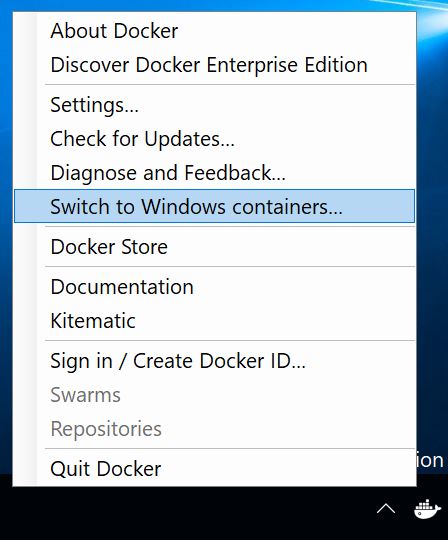 About Docker
Discover Docker Enterprise Edition
Settings...
Check for Updates...
Diagnose and Feedback...
Switch to Windows containers...
Docker Store
Documentation
Kitematic
Sign in / Create Docker ID...
Swarms
Repositories
ion
Quit Docker